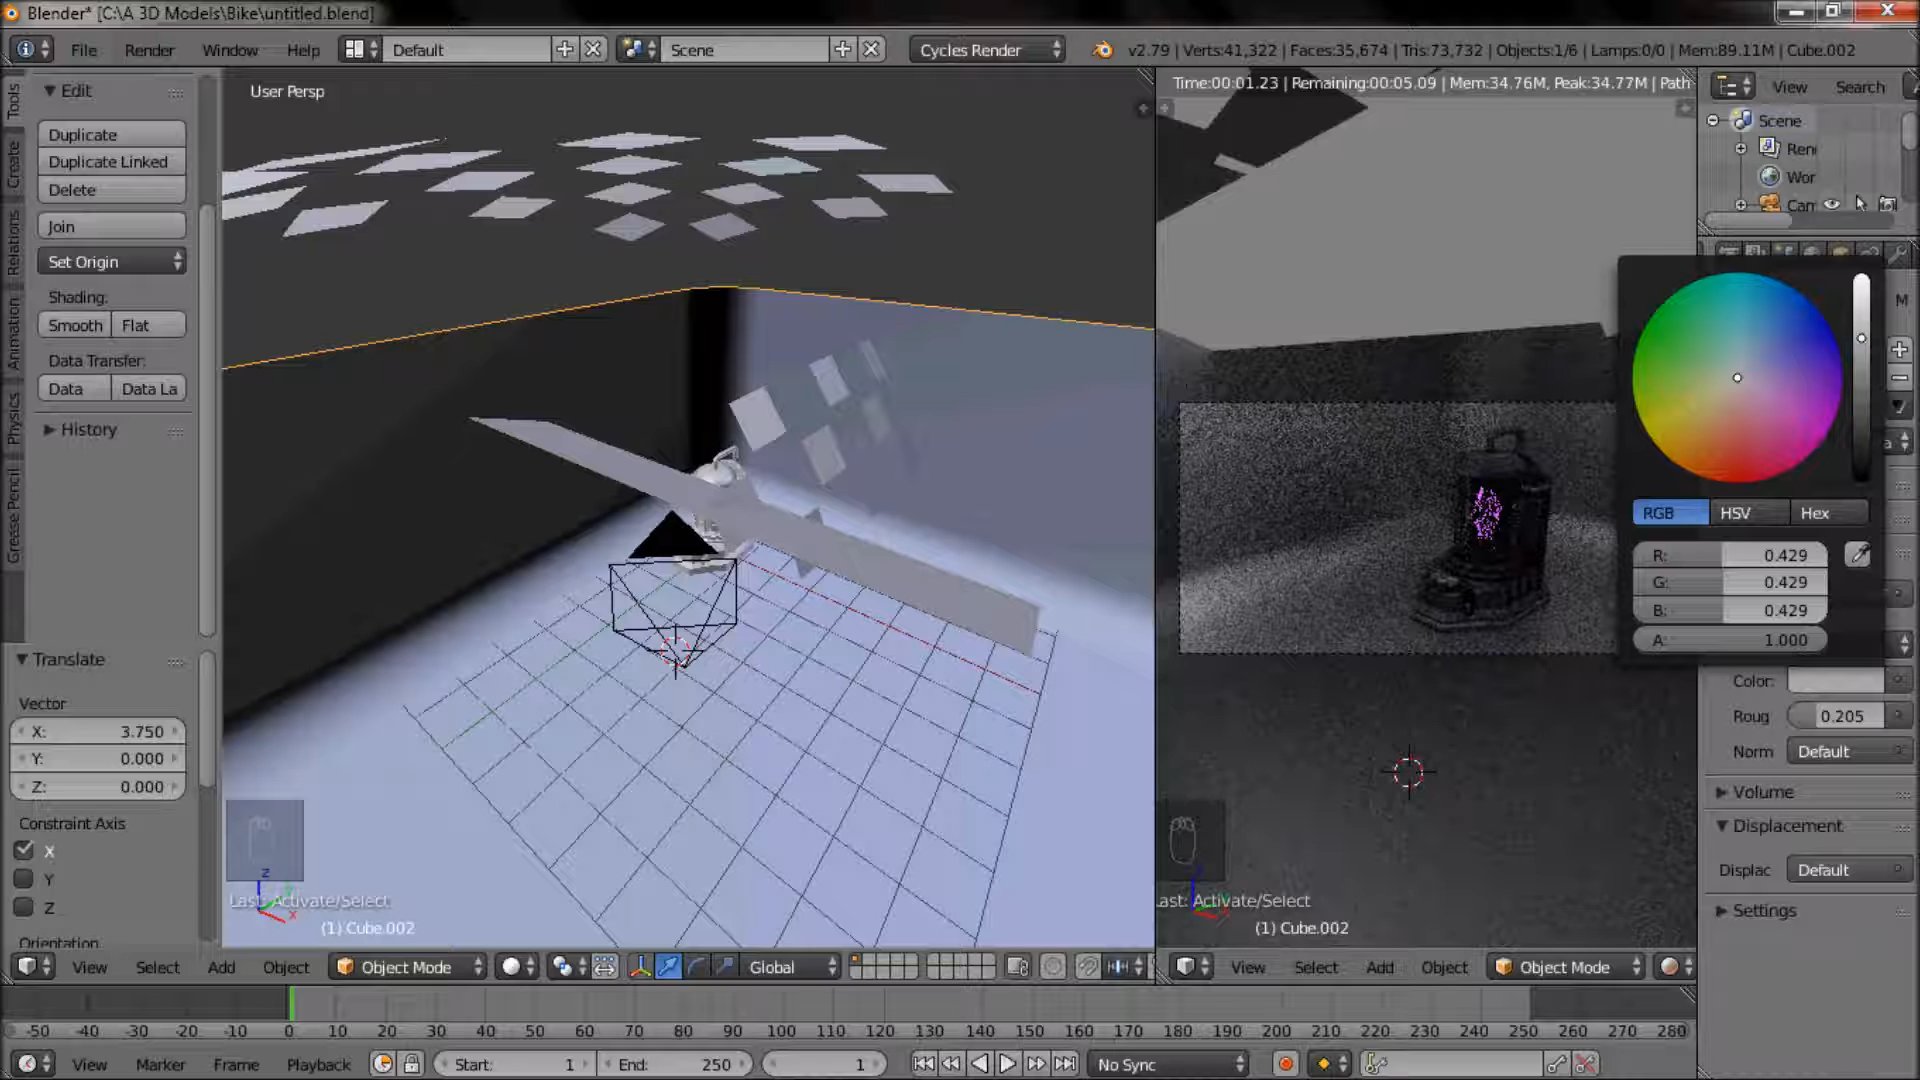 Blender* [C:\A 3D Models\Bike\untitled.blend]
File Render Window Help Default Scene Cycles Render v2.79 | Verts:41,322 | Faces:35,674 | Tris:73,732 | Objects:1/6 | Lamps:0/0 | Mem:89.11M | Cube.002
Tools
Create
Relations
Animation
Physics
Grease Pencil
Edit
Duplicate
Duplicate Linked
Delete
Join
Set Origin
Shading:
Smooth Flat
Data Transfer:
Data Data La
History
Translate
Vector
X: 3.750
Y: 0.000
Z: 0.000
Constraint Axis
X
Y
Z
Orientation
User Persp
Last: Activate/Select
(1) Cube.002
View Select Add Object Object Mode Global
Time:00:01.23 | Remaining:00:05.09 | Mem:34.76M, Peak:34.77M | Path
ast: Activate/Select
(1) Cube.002
View Select Add Object Object Mode
View Search
Scene
Ren
Wor
Can
M
RGB HSV Hex
R: 0.429
G: 0.429
B: 0.429
A: 1.000
Color:
Roug 0.205
Norm Default
Volume
Displacement
Displac Default
Settings
-50 -40 -30 -20 -10 0 10 20 30 40 50 60 70 80 90 100 110 120 130 140 150 160 170 180 190 200 210 220 230 240 250 260 270 280
View Marker Frame Playback Start: 1 End: 250 1 No Sync